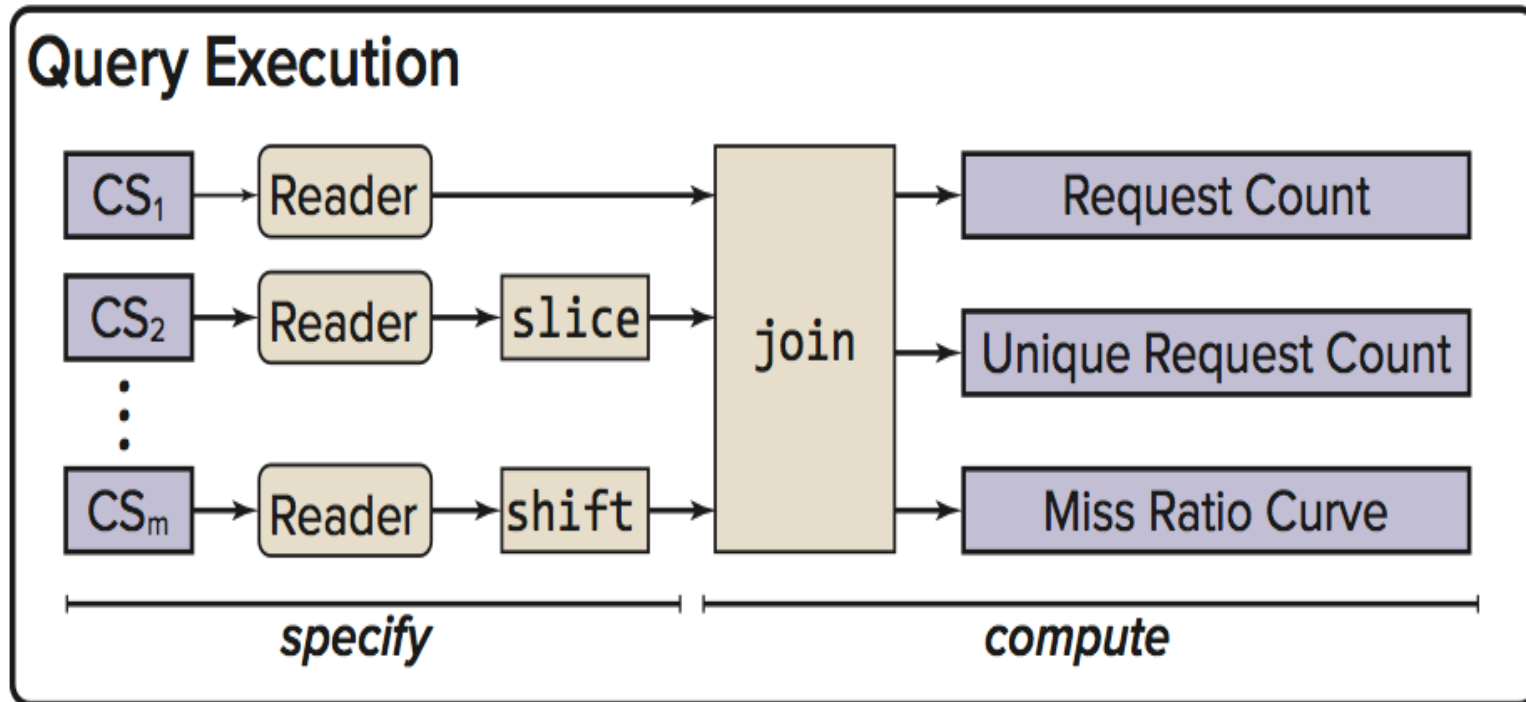 Query Execution
CS₁ Reader Request Count
CS₂ Reader slice join Unique Request Count
CSₘ Reader shift Miss Ratio Curve
specify compute